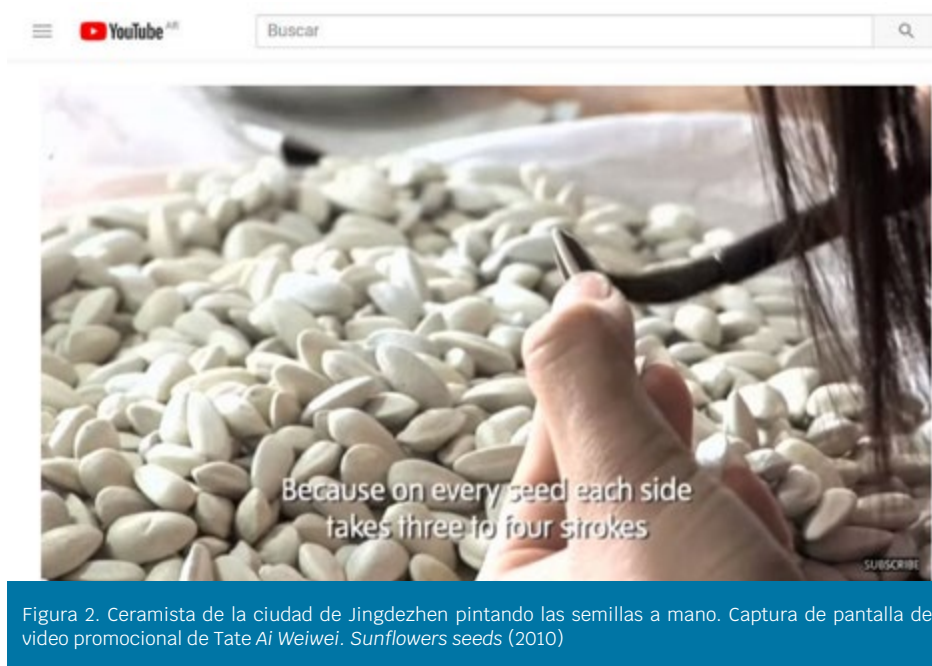 YouTube AR
Buscar
Because on every seed each side
takes three to four strokes
SUBSCRIBE
Figura 2. Ceramista de la ciudad de Jingdezhen pintando las semillas a mano. Captura de pantalla de
video promocional de Tate Ai Weiwei. Sunflowers seeds (2010)